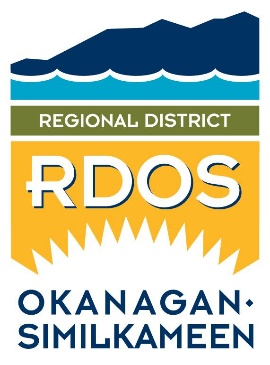 REGIONAL DISTRICT
RDOS
OKANAGAN·
SIMILKAMEEN